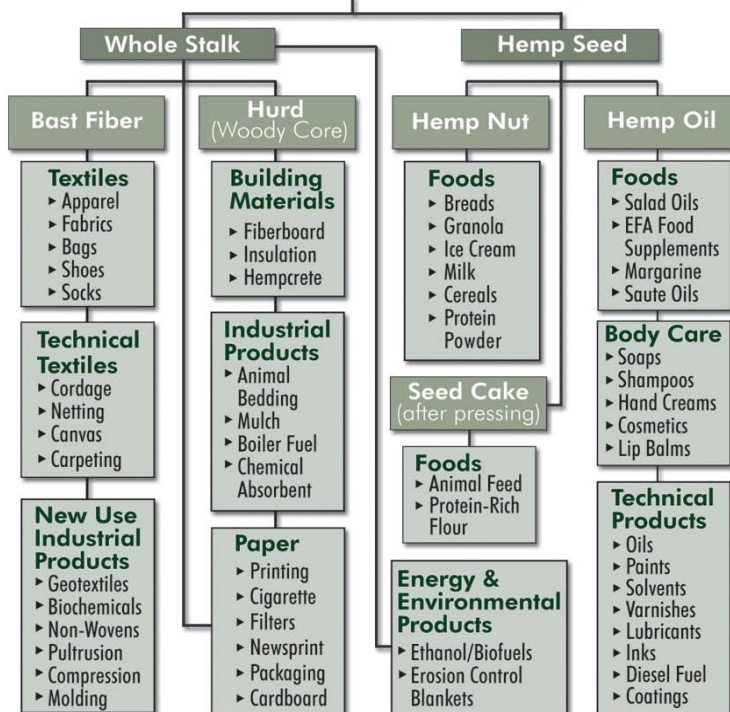 Whole Stalk
Hemp Seed
Bast Fiber
Hurd
(Woody Core)
Hemp Nut
Hemp Oil
Textiles
▸ Apparel
▸ Fabrics
▸ Bags
▸ Shoes
▸ Socks
Technical
Textiles
▸ Cordage
▸ Netting
▸ Canvas
▸ Carpeting
New Use
Industrial
Products
▸ Geotextiles
▸ Biochemicals
▸ Non-Wovens
▸ Pultrusion
▸ Compression
▸ Molding
Building
Materials
▸ Fiberboard
▸ Insulation
▸ Hempcrete
Industrial
Products
▸ Animal
Bedding
▸ Mulch
▸ Boiler Fuel
▸ Chemical
Absorbent
Paper
▸ Printing
▸ Cigarette
▸ Filters
▸ Newsprint
▸ Packaging
▸ Cardboard
Foods
▸ Breads
▸ Granola
▸ Ice Cream
▸ Milk
▸ Cereals
▸ Protein
Powder
Seed Cake
(after pressing)
Foods
▸ Animal Feed
▸ Protein-Rich
Flour
Energy &
Environmental
Products
▸ Ethanol/Biofuels
▸ Erosion Control
Blankets
Foods
▸ Salad Oils
▸ EFA Food
Supplements
▸ Margarine
▸ Saute Oils
Body Care
▸ Soaps
▸ Shampoos
▸ Hand Creams
▸ Cosmetics
▸ Lip Balms
Technical
Products
▸ Oils
▸ Paints
▸ Solvents
▸ Varnishes
▸ Lubricants
▸ Inks
▸ Diesel Fuel
▸ Coatings